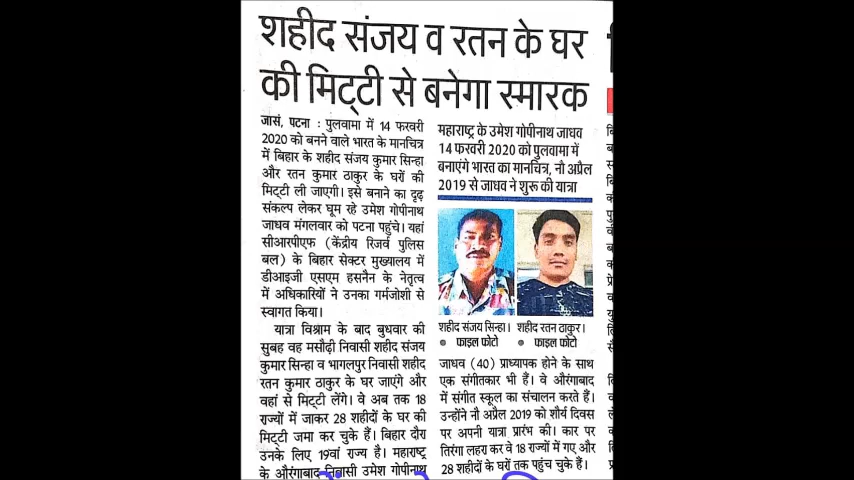 शहीद संजय व रतन के घर
की मिट्टी से बनेगा स्मारक
जासं, पटना : पुलवामा में 14 फरवरी
2020 को बनने वाले भारत के मानचित्र
में बिहार के शहीद संजय कुमार सिन्हा
और रतन कुमार ठाकुर के घरों की
मिट्टी ली जाएगी। इसे बनाने का दृढ़
संकल्प लेकर घूम रहे उमेश गोपीनाथ
जाधव मंगलवार को पटना पहुंचे। यहां
सीआरपीएफ (केंद्रीय रिजर्व पुलिस
बल) के बिहार सेक्टर मुख्यालय में
डीआइजी एसएम हसनैन के नेतृत्व
में अधिकारियों ने उनका गर्मजोशी से
स्वागत किया।
यात्रा विश्राम के बाद बुधवार की
सुबह वह मसौढ़ी निवासी शहीद संजय
कुमार सिन्हा व भागलपुर निवासी शहीद
रतन कुमार ठाकुर के घर जाएंगे और
वहां से मिट्टी लेंगे। वे अब तक 18
राज्यों में जाकर 28 शहीदों के घर की
मिट्टी जमा कर चुके हैं। बिहार दौरा
उनके लिए 19वां राज्य है। महाराष्ट्र
के औरंगाबाद निवासी उमेश गोपीनाथ
महाराष्ट्र के उमेश गोपीनाथ जाधव
14 फरवरी 2020 को पुलवामा में
बनाएंगे भारत का मानचित्र, नौ अप्रैल
2019 से जाधव ने शुरू की यात्रा
शहीद संजय सिन्हा।
● फाइल फोटो
शहीद रतन ठाकुर।
● फाइल फोटो
जाधव (40) प्राध्यापक होने के साथ
एक संगीतकार भी हैं। वे औरंगाबाद
में संगीत स्कूल का संचालन करते हैं।
उन्होंने नौ अप्रैल 2019 को शौर्य दिवस
पर अपनी यात्रा प्रारंभ की। कार पर
तिरंगा लहरा कर वे 18 राज्यों में गए और
28 शहीदों के घरों तक पहुंच चुके हैं।